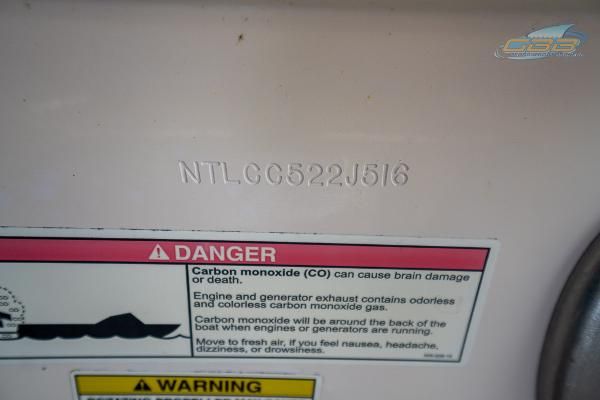 GBB
NTLCC522J516
DANGER
Carbon monoxide (CO) can cause brain damage
or death.
Engine and generator exhaust contains odorless
and colorless carbon monoxide gas.
Carbon monoxide will be around the back of the
boat when engines or generators are running.
Move to fresh air, if you feel nausea, headache,
dizziness, or drowsiness.
WARNING